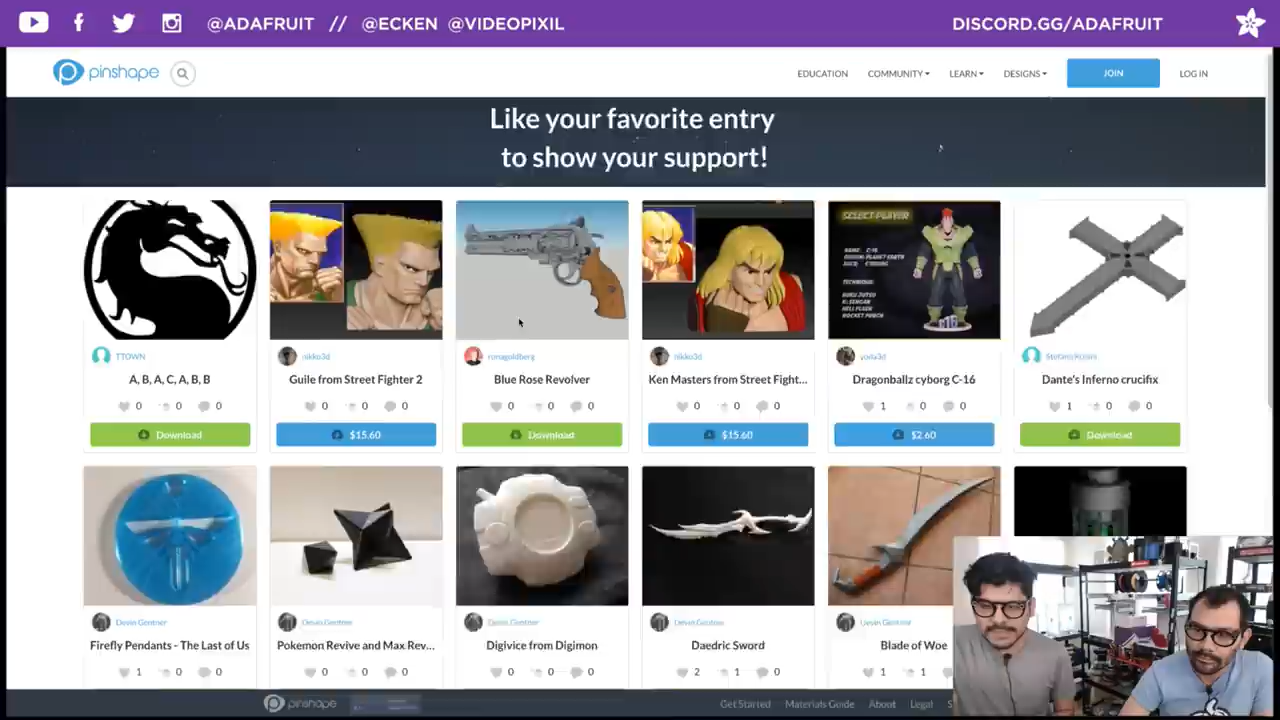 @ADAFRUIT // @ECKEN @VIDEOPIXIL
DISCORD.GG/ADAFRUIT
pinshape
EDUCATION COMMUNITY LEARN DESIGNS JOIN LOG IN
Like your favorite entry
to show your support!
SELECT PLAYER
TTOWN
nikko3d
nikko3d
yoda3d
A, B, A, C, A, B, B
Guile from Street Fighter 2
Blue Rose Revolver
Ken Masters from Street Fight...
Dragonballz cyborg C-16
Dante's Inferno crucifix
0 0 0
0 0 0
0 0 0
0 0 0
1 0 0
1 0 0
Download
$15.60
Download
$15.60
$2.60
Download
Devin Gentner
Devin Gentner
Devin Gentner
Devin Gentner
Devin Gentner
Firefly Pendants - The Last of Us
Pokemon Revive and Max Rev...
Digivice from Digimon
Daedric Sword
Blade of Woe
1 0 0
0 0 0
0 0 0
2 1 0
1 1
pinshape
Get Started Materials Guide About Legal